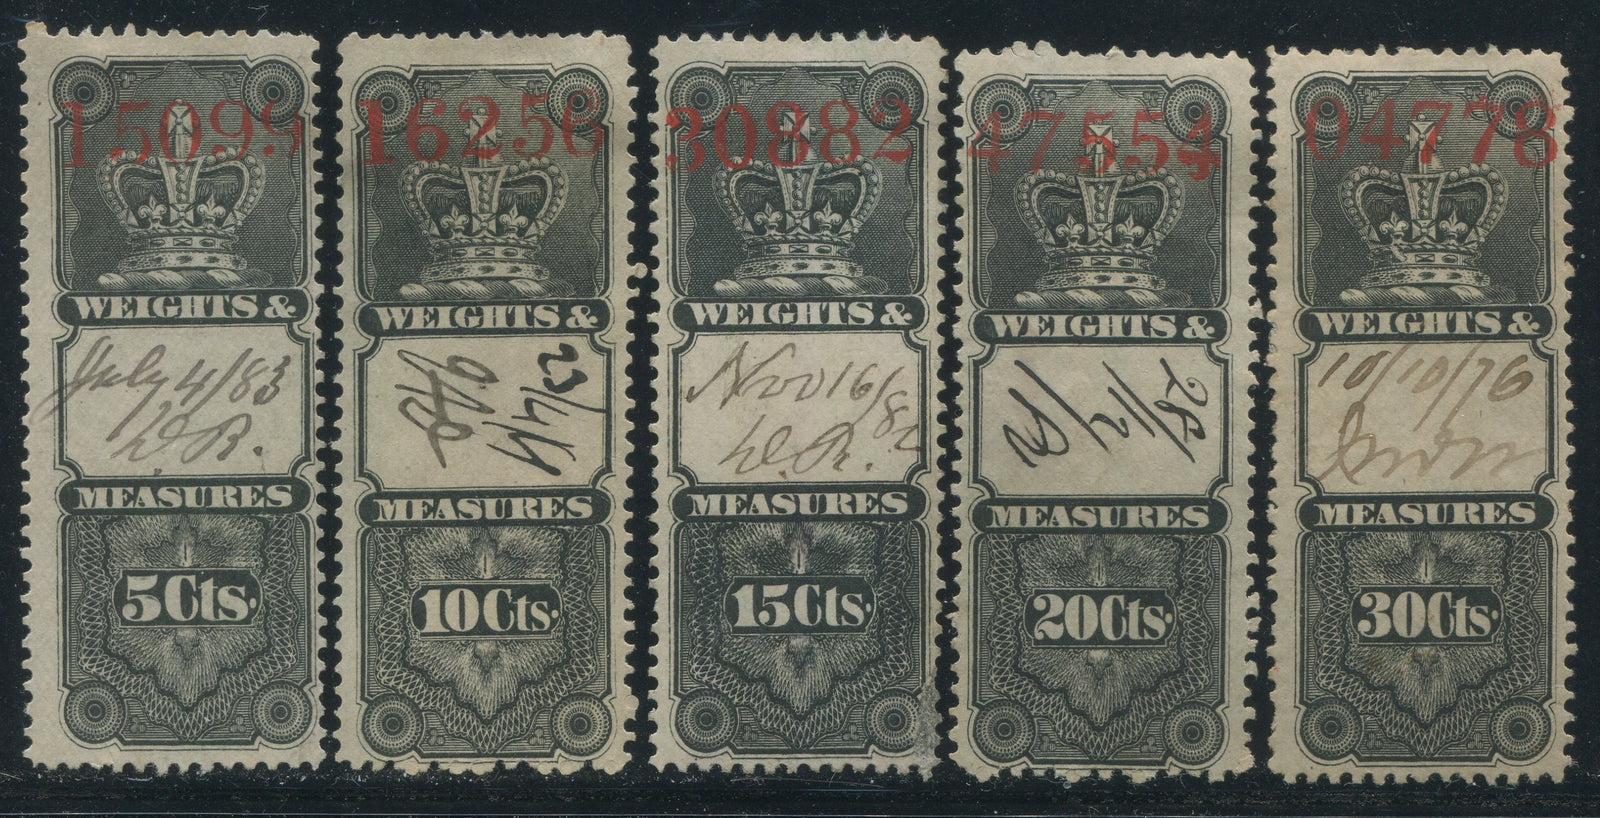 15099
WEIGHTS &
July 4/83
W.R.
MEASURES
5Cts.
16256
WEIGHTS &
MEASURES
10Cts.
30882
WEIGHTS &
Nov 16/82
W.R.
MEASURES
15Cts.
47554
WEIGHTS &
MEASURES
20Cts.
04778
WEIGHTS &
10/10/76
MEASURES
30Cts.